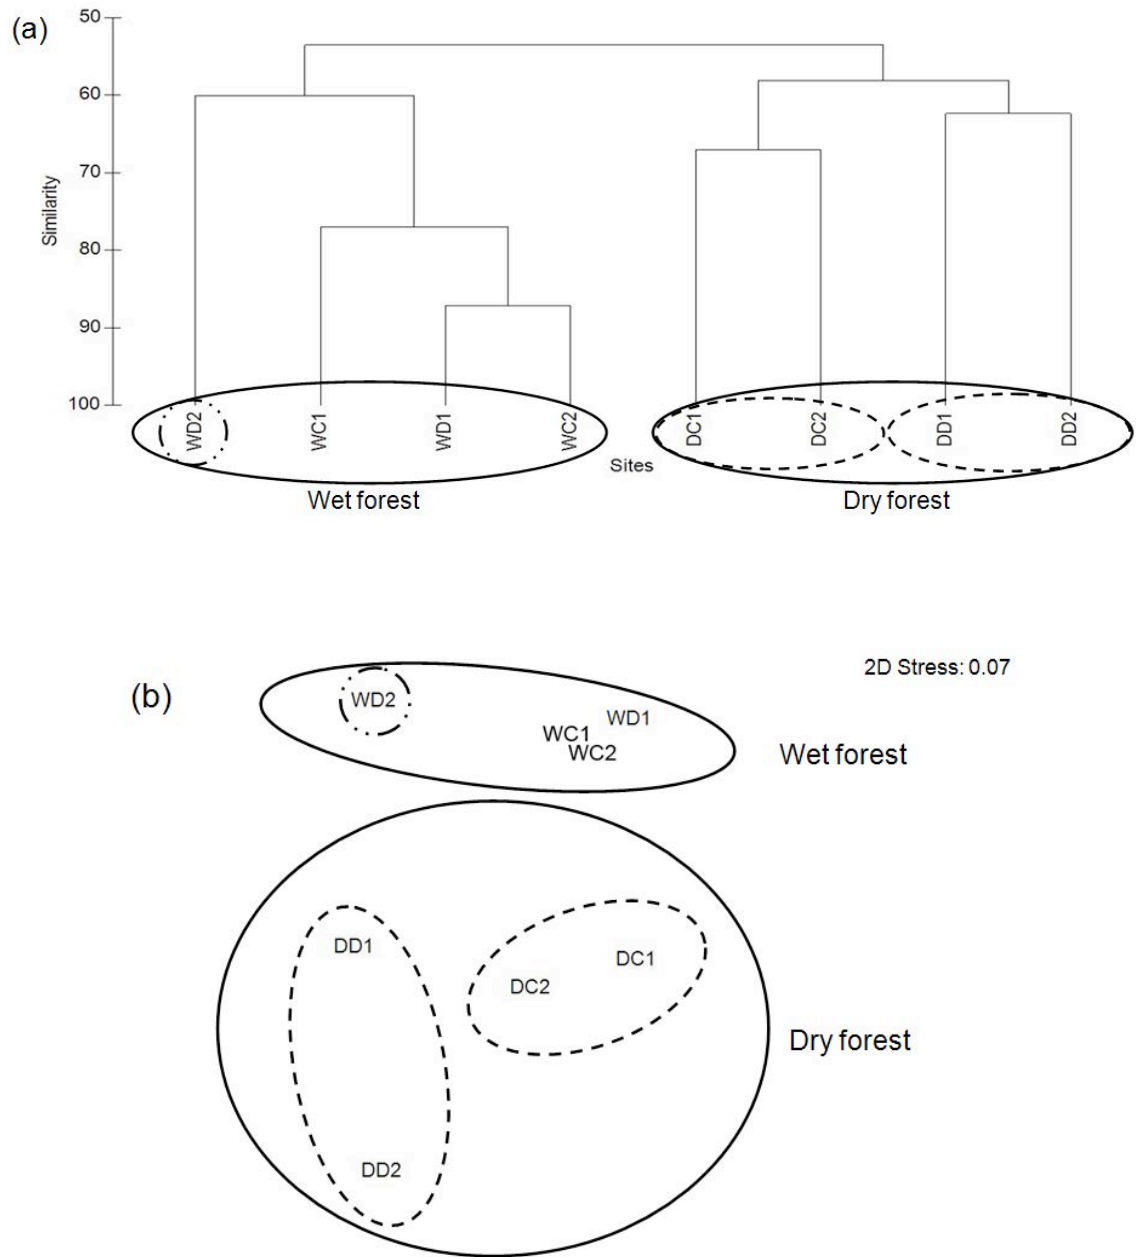 (a)
50
60
70
80
90
100
Similarity
WD2
WC1
WD1
WC2
DC1
DC2
DD1
DD2
Sites
Wet forest
Dry forest
(b)
2D Stress: 0.07
WD2
WD1
WC1
WC2
Wet forest
DD1
DC1
DC2
Dry forest
DD2